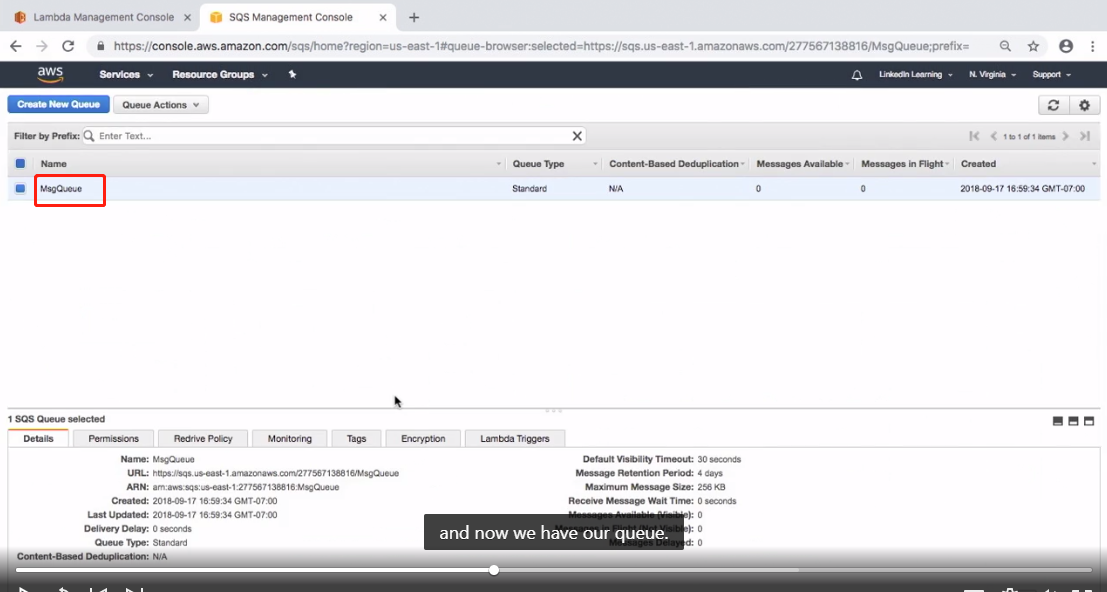 Lambda Management Console
SQS Management Console
https://console.aws.amazon.com/sqs/home?region=us-east-1#queue-browser:selected=https://sqs.us-east-1.amazonaws.com/277567138816/MsgQueue;prefix=
aws Services Resource Groups LinkedIn Learning N. Virginia Support
Create New Queue Queue Actions
Filter by Prefix: Enter Text... 1 to 1 of 1 items
Name Queue Type Content-Based Deduplication Messages Available Messages in Flight Created
MsgQueue Standard N/A 0 0 2018-09-17 16:59:34 GMT-07:00
1 SQS Queue selected
Details Permissions Redrive Policy Monitoring Tags Encryption Lambda Triggers
Name: MsgQueue Default Visibility Timeout: 30 seconds
URL: https://sqs.us-east-1.amazonaws.com/277567138816/MsgQueue Message Retention Period: 4 days
ARN: arn:aws:sqs:us-east-1:277567138816:MsgQueue Maximum Message Size: 256 KB
Created: 2018-09-17 16:59:34 GMT-07:00 Receive Message Wait Time: 0 seconds
Last Updated: 2018-09-17 16:59:34 GMT-07:00 Messages Available (Visible): 0
Delivery Delay: 0 seconds Messages in Flight (Not Visible): 0
Queue Type: Standard Messages Delayed: 0
Content-Based Deduplication: N/A
and now we have our queue.